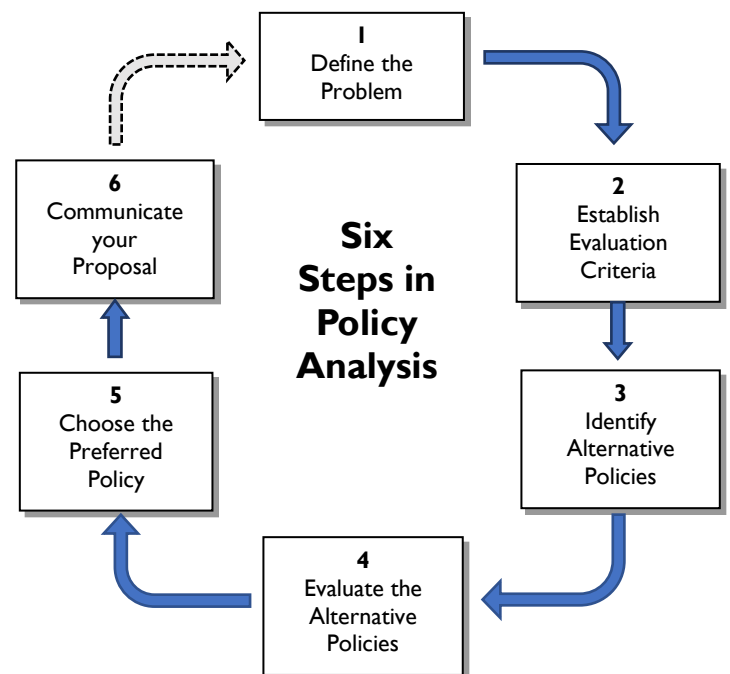 1
Define the
Problem
2
Establish
Evaluation
Criteria
3
Identify
Alternative
Policies
4
Evaluate the
Alternative
Policies
5
Choose the
Preferred
Policy
6
Communicate
your
Proposal
Six
Steps in
Policy
Analysis